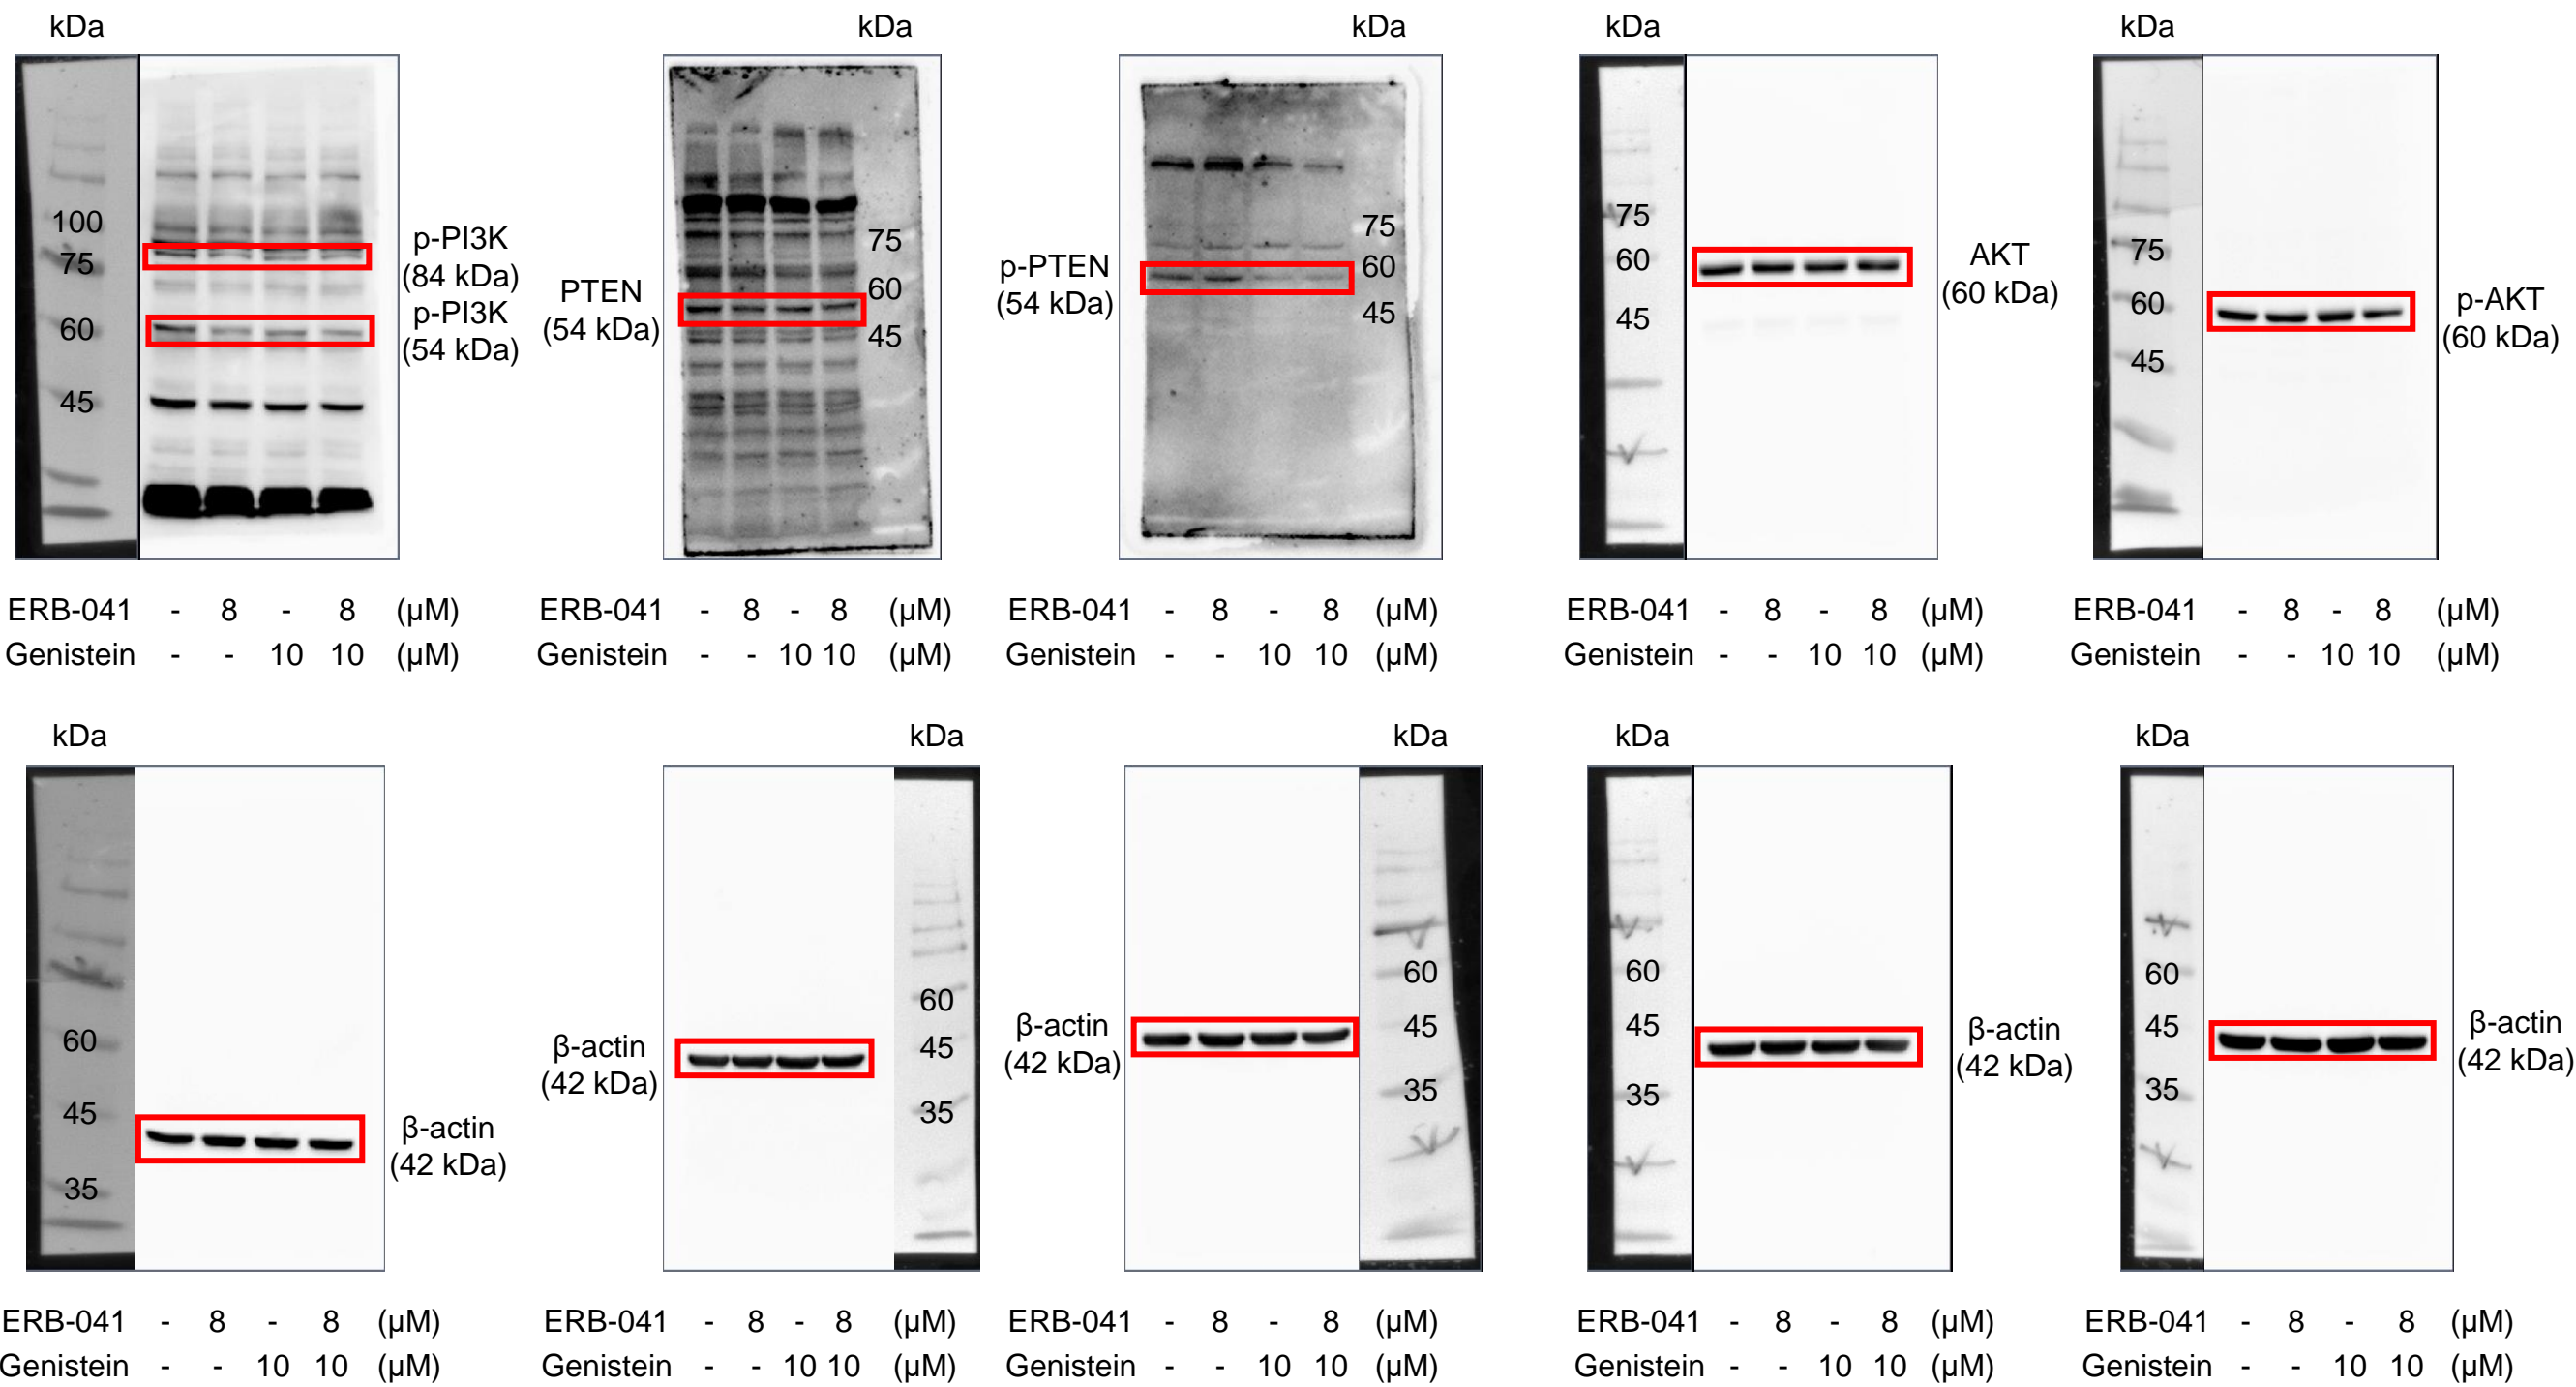 kDa kDa kDa kDa kDa
100
75
60
45
p-PI3K
(84 kDa)
p-PI3K
(54 kDa)
PTEN
(54 kDa)
75
60
45
p-PTEN
(54 kDa)
75
60
45
75
60
45
AKT
(60 kDa)
75
60
45
p-AKT
(60 kDa)
ERB-041 - 8 - 8 (μM) ERB-041 - 8 - 8 (μM) ERB-041 - 8 - 8 (μM) ERB-041 - 8 - 8 (μM) ERB-041 - 8 - 8 (μM)
Genistein - - 10 10 (μM) Genistein - - 10 10 (μM) Genistein - - 10 10 (μM) Genistein - - 10 10 (μM) Genistein - - 10 10 (μM)
kDa kDa kDa kDa kDa
60
45
35
β-actin
(42 kDa)
β-actin
(42 kDa)
60
45
35
β-actin
(42 kDa)
60
45
35
60
45
35
β-actin
(42 kDa)
60
45
35
β-actin
(42 kDa)
ERB-041 - 8 - 8 (μM) ERB-041 - 8 - 8 (μM) ERB-041 - 8 - 8 (μM) ERB-041 - 8 - 8 (μM) ERB-041 - 8 - 8 (μM)
Genistein - - 10 10 (μM) Genistein - - 10 10 (μM) Genistein - - 10 10 (μM) Genistein - - 10 10 (μM) Genistein - - 10 10 (μM)